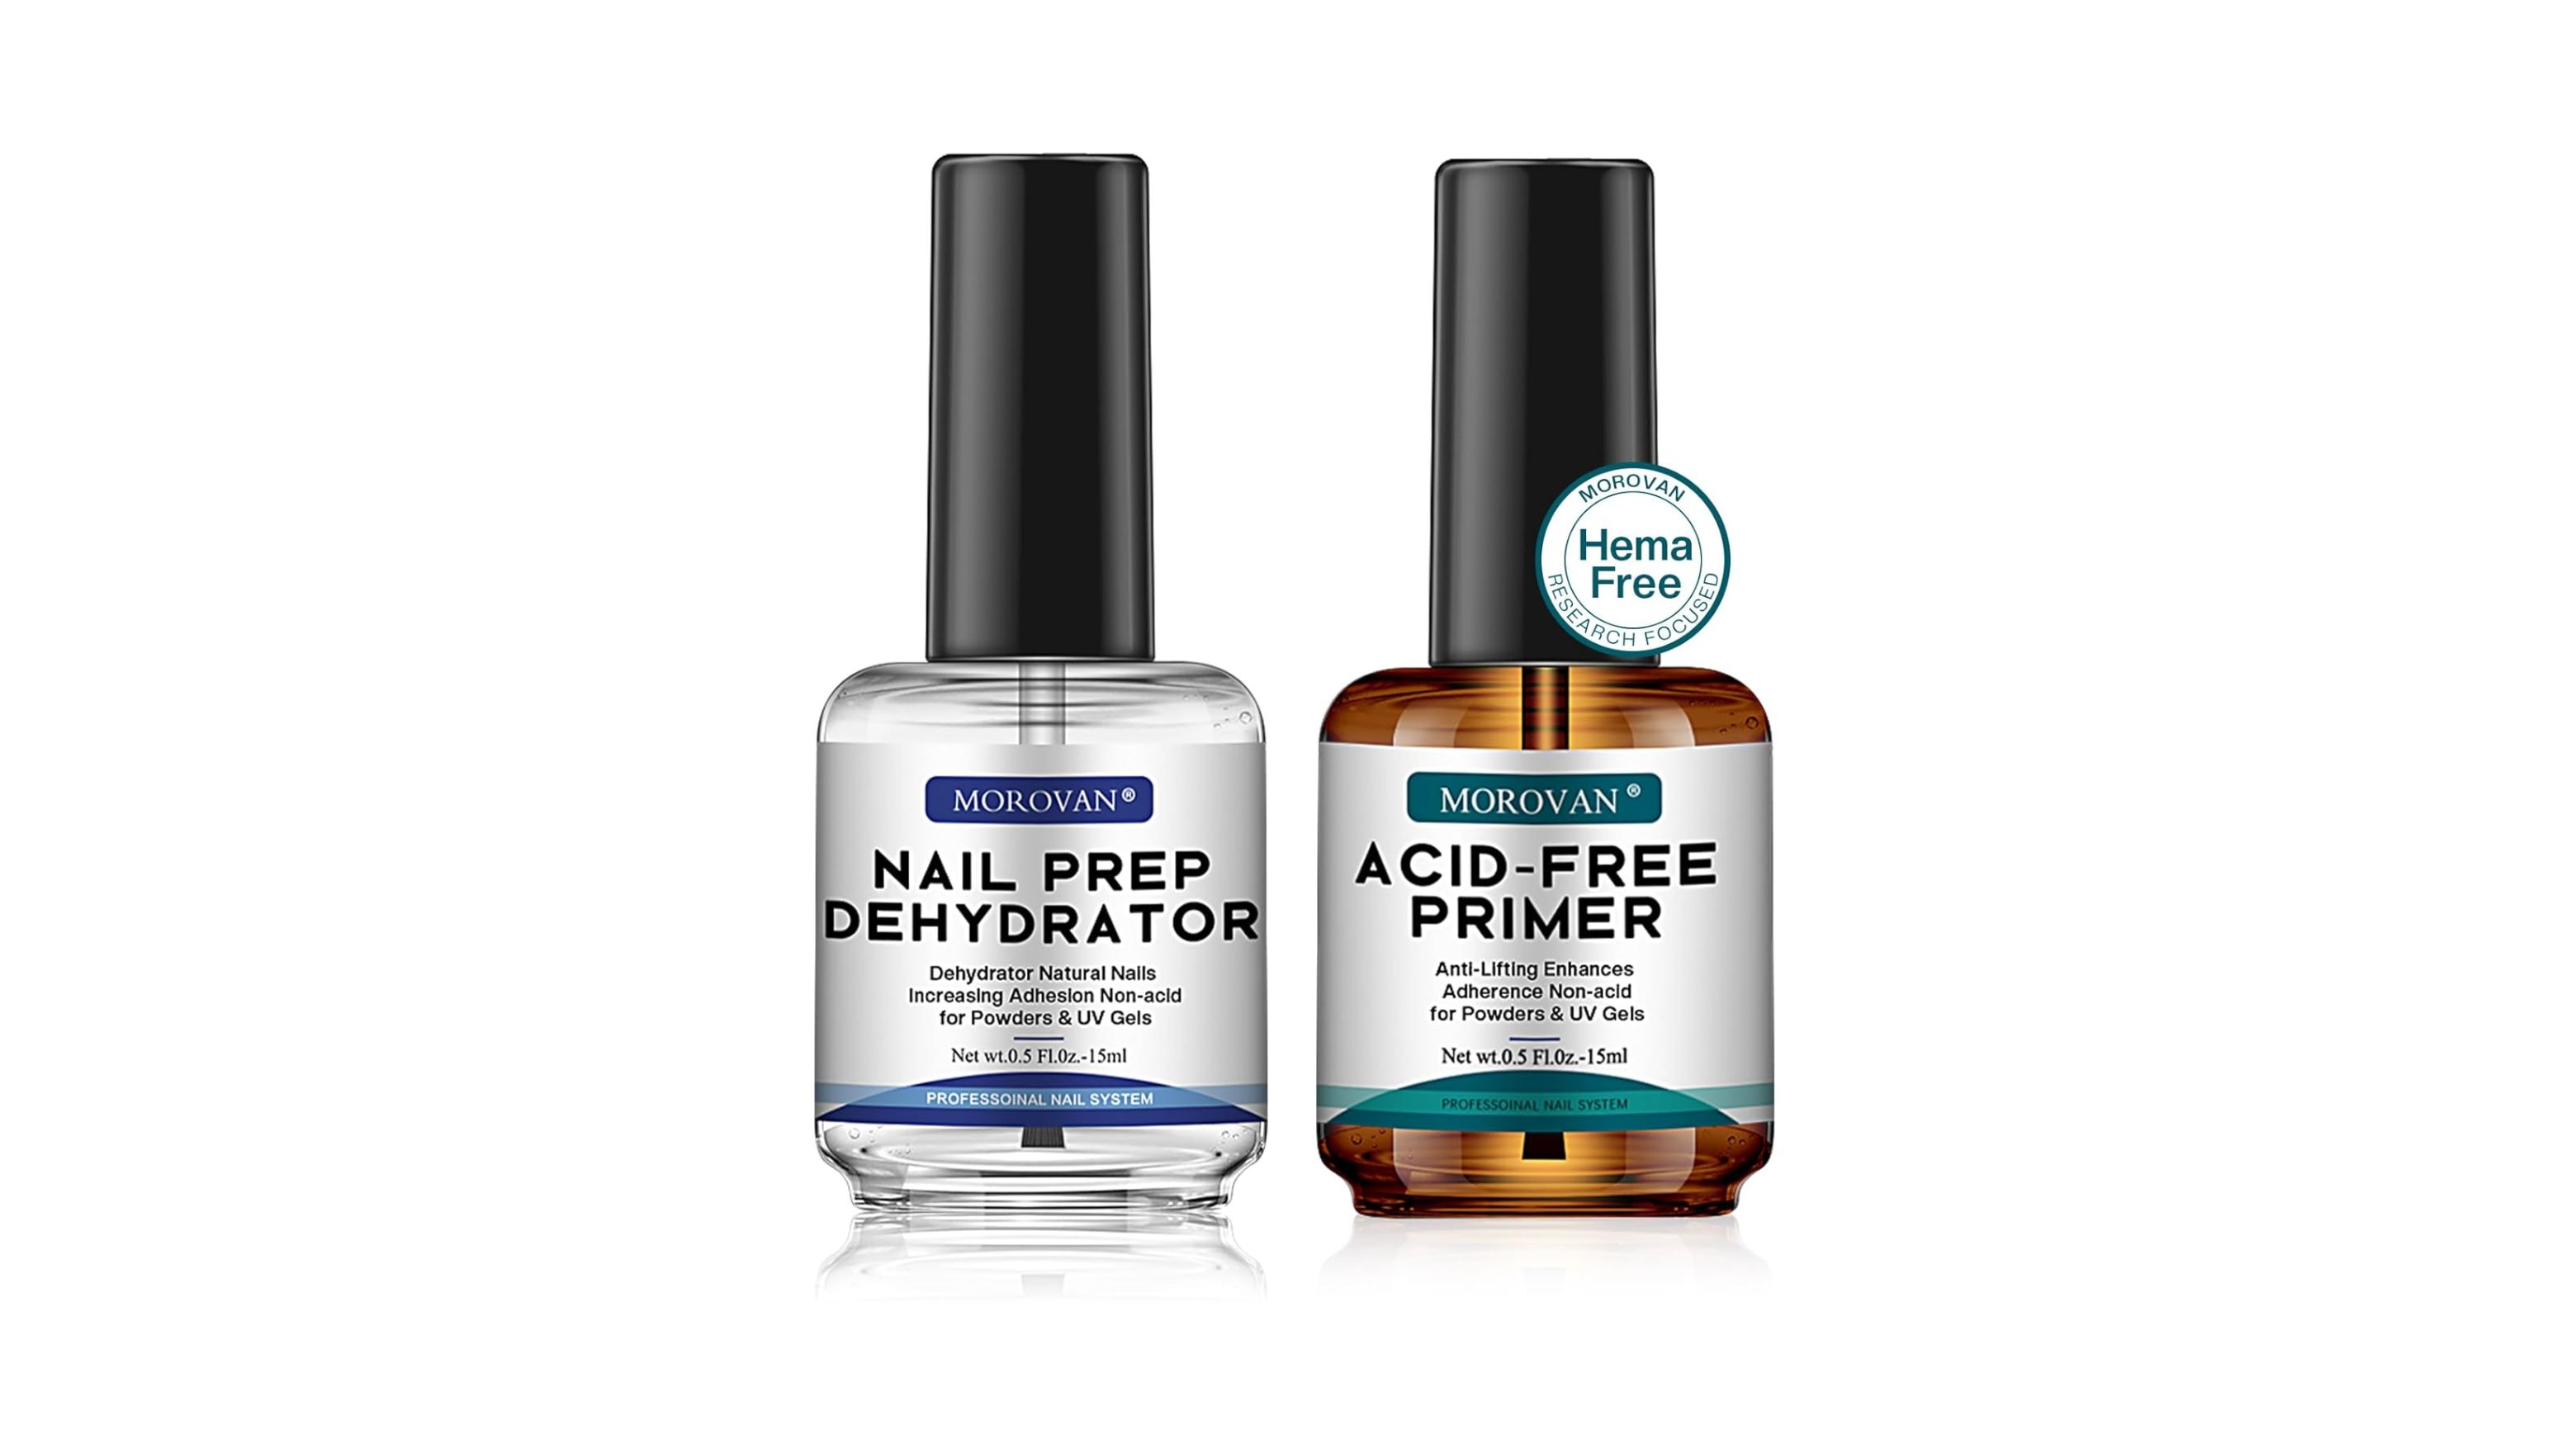 MOROVAN®
NAIL PREP
DEHYDRATOR
Dehydrator Natural Nails
Increasing Adhesion Non-acid
for Powders & UV Gels
Net wt.0.5 Fl.0z.-15ml
PROFESSOINAL NAIL SYSTEM
MOROVAN
Hema
Free
RESEARCH FOCUSED
MOROVAN ®
ACID-FREE
PRIMER
Anti-Lifting Enhances
Adherence Non-acid
for Powders & UV Gels
Net wt.0.5 Fl.0z.-15ml
PROFESSOINAL NAIL SYSTEM